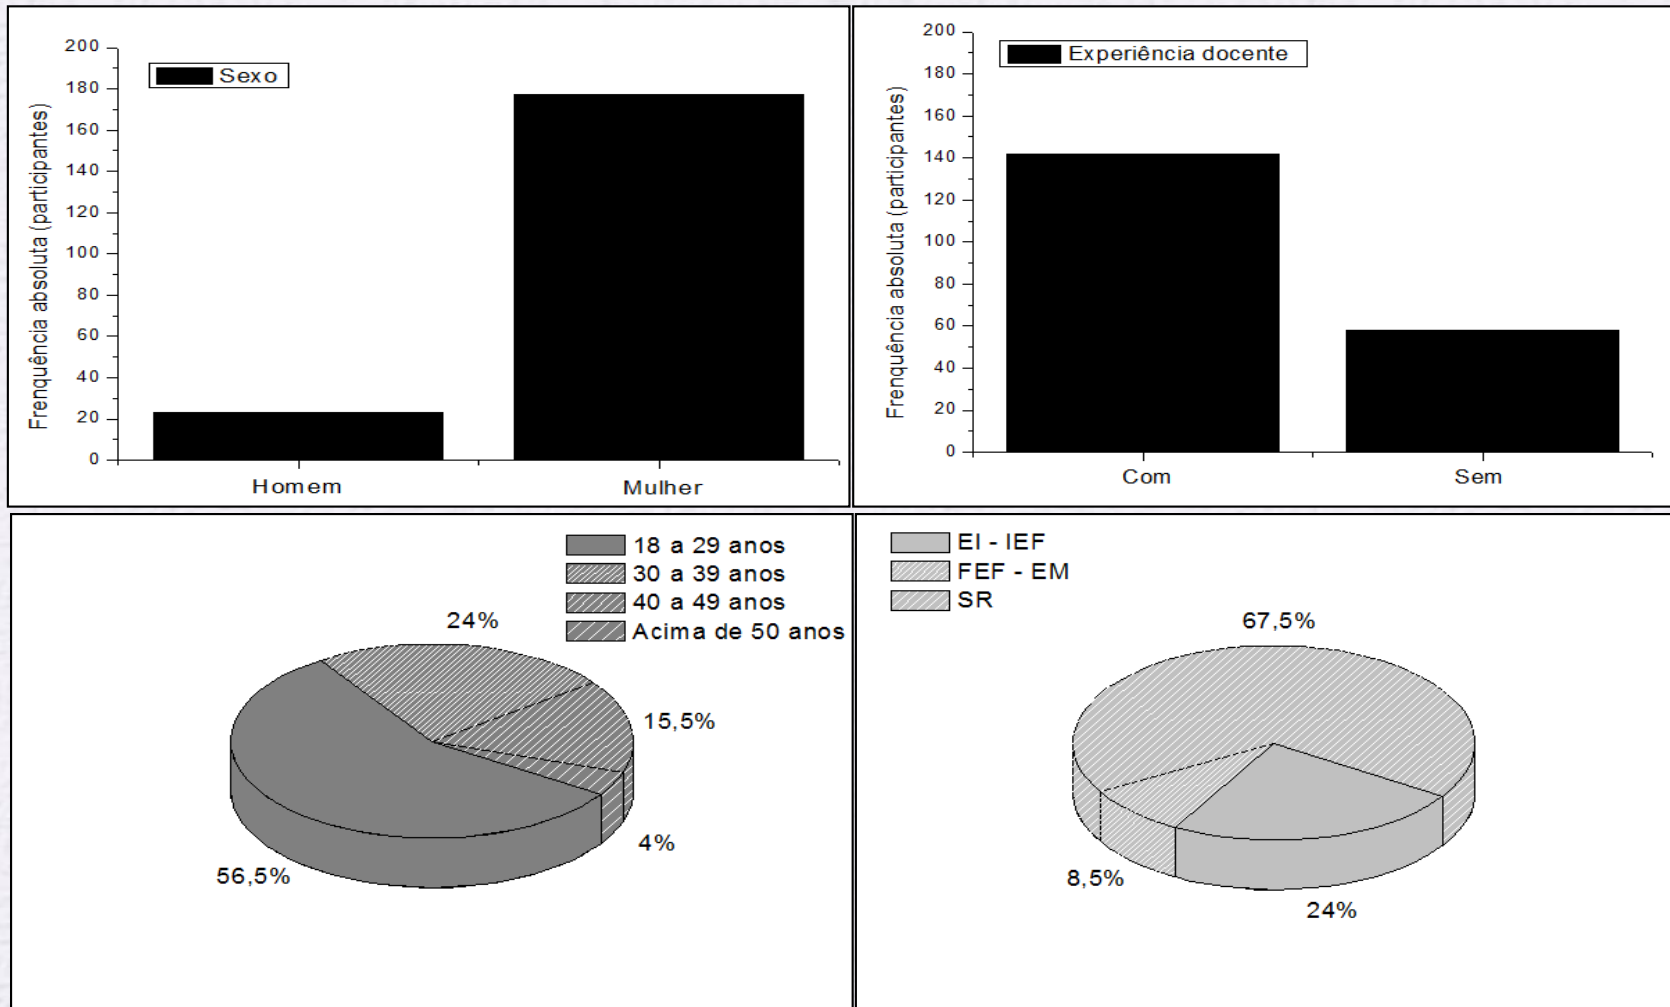 200
180
160
140
120
100
80
60
40
20
0
Frenquência absoluta (participantes)
Sexo
Homem
Mulher
200
180
160
140
120
100
80
60
40
20
0
Frenquência absoluta (participantes)
Experiência docente
Com
Sem
18 a 29 anos
30 a 39 anos
40 a 49 anos
Acima de 50 anos
24%
15,5%
4%
56,5%
EI - IEF
FEF - EM
SR
67,5%
8,5%
24%